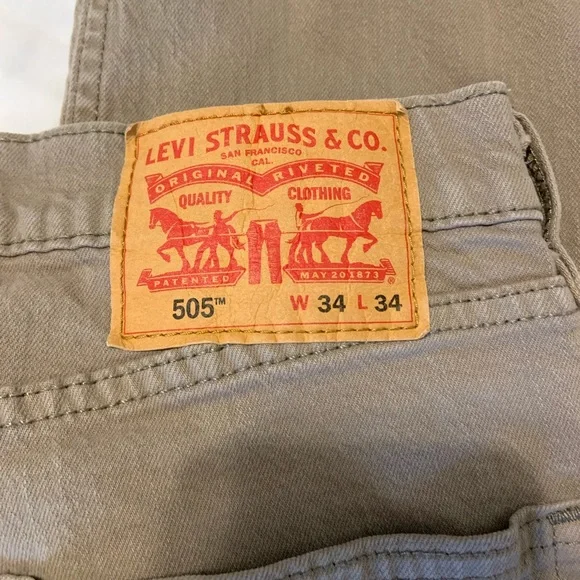 LEVI STRAUSS & CO.
SAN FRANCISCO
CAL.
ORIGINAL RIVETED
QUALITY CLOTHING
PATENTED MAY 20 1873 ®
505™ W 34 L 34